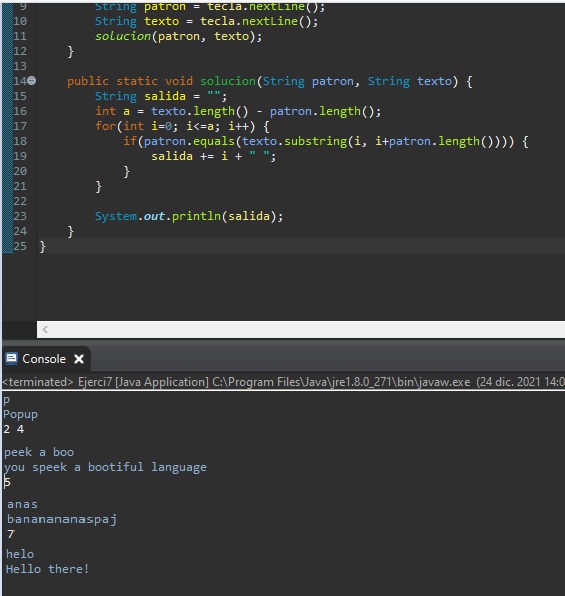 9 String patron = tecla.nextLine();
10 String texto = tecla.nextLine();
11 solucion(patron, texto);
12 }
13
14 public static void solucion(String patron, String texto) {
15 String salida = "";
16 int a = texto.length() - patron.length();
17 for(int i=0; i<=a; i++) {
18 if(patron.equals(texto.substring(i, i+patron.length()))) {
19 salida += i + " ";
20 }
21 }
22
23 System.out.println(salida);
24 }
25 }
Console
<terminated> Ejerci7 [Java Application] C:\Program Files\Java\jre1.8.0_271\bin\javaw.exe (24 dic. 2021 14:0
p
Popup
2 4
peek a boo
you speek a bootiful language
5
anas
banananananaspaj
7
helo
Hello there!